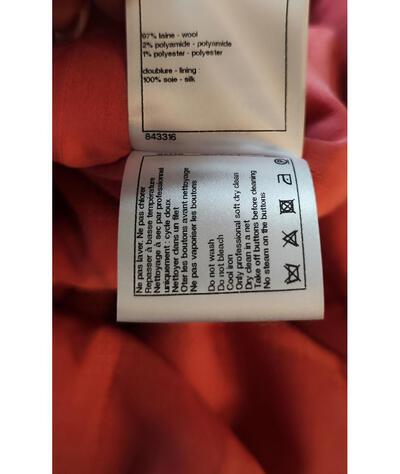 97% laine - wool
2% polyamide - polyamide
1% polyester - polyester
doublure - lining :
100% soie - silk
843316
Ne pas laver. Ne pas chlorer
Repasser à basse température
Nettoyage à sec par professionnel
uniquement : cycle doux
Nettoyer dans un filet
Oter les boutons avant nettoyage
Ne pas vaporiser les boutons
Do not wash
Do not bleach
Cool iron
Only professional soft dry clean
Dry clean in a net
Take off buttons before cleaning
No steam on the buttons